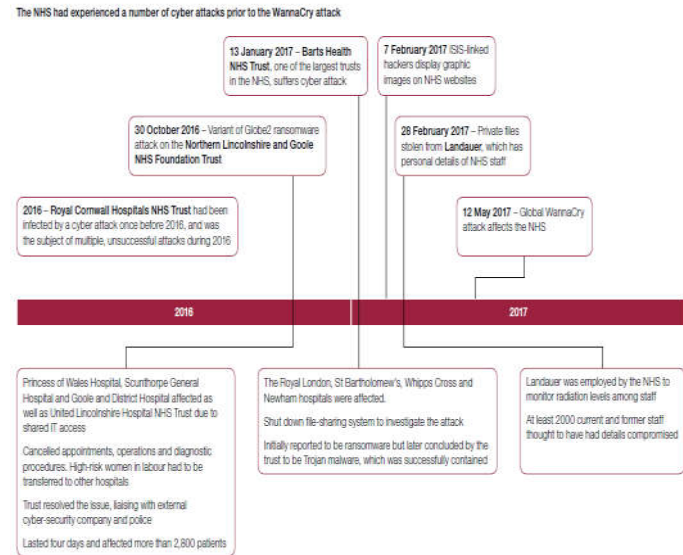 The NHS had experienced a number of cyber attacks prior to the WannaCry attack
13 January 2017 – Barts Health
NHS Trust, one of the largest trusts
in the NHS, suffers cyber attack
7 February 2017 ISIS-linked
hackers display graphic
images on NHS websites
30 October 2016 – Variant of Globe2 ransomware
attack on the Northern Lincolnshire and Goole
NHS Foundation Trust
28 February 2017 – Private files
stolen from Landauer, which has
personal details of NHS staff
2016 – Royal Cornwall Hospitals NHS Trust had been
infected by a cyber attack once before 2016, and was
the subject of multiple, unsuccessful attacks during 2016
12 May 2017 – Global WannaCry
attack affects the NHS
2016
2017
Princess of Wales Hospital, Scunthorpe General
Hospital and Goole and District Hospital affected as
well as United Lincolnshire Hospital NHS Trust due to
shared IT access
Cancelled appointments, operations and diagnostic
procedures. High-risk women in labour had to be
transferred to other hospitals
Trust resolved the issue, liaising with external
cyber-security company and police
Lasted four days and affected more than 2,800 patients
The Royal London, St Bartholomew's, Whipps Cross and
Newham hospitals were affected.
Shut down file-sharing system to investigate the attack
Initially reported to be ransomware but later concluded by the
trust to be Trojan malware, which was successfully contained
Landauer was employed by the NHS to
monitor radiation levels among staff
At least 2000 current and former staff
thought to have had details compromised